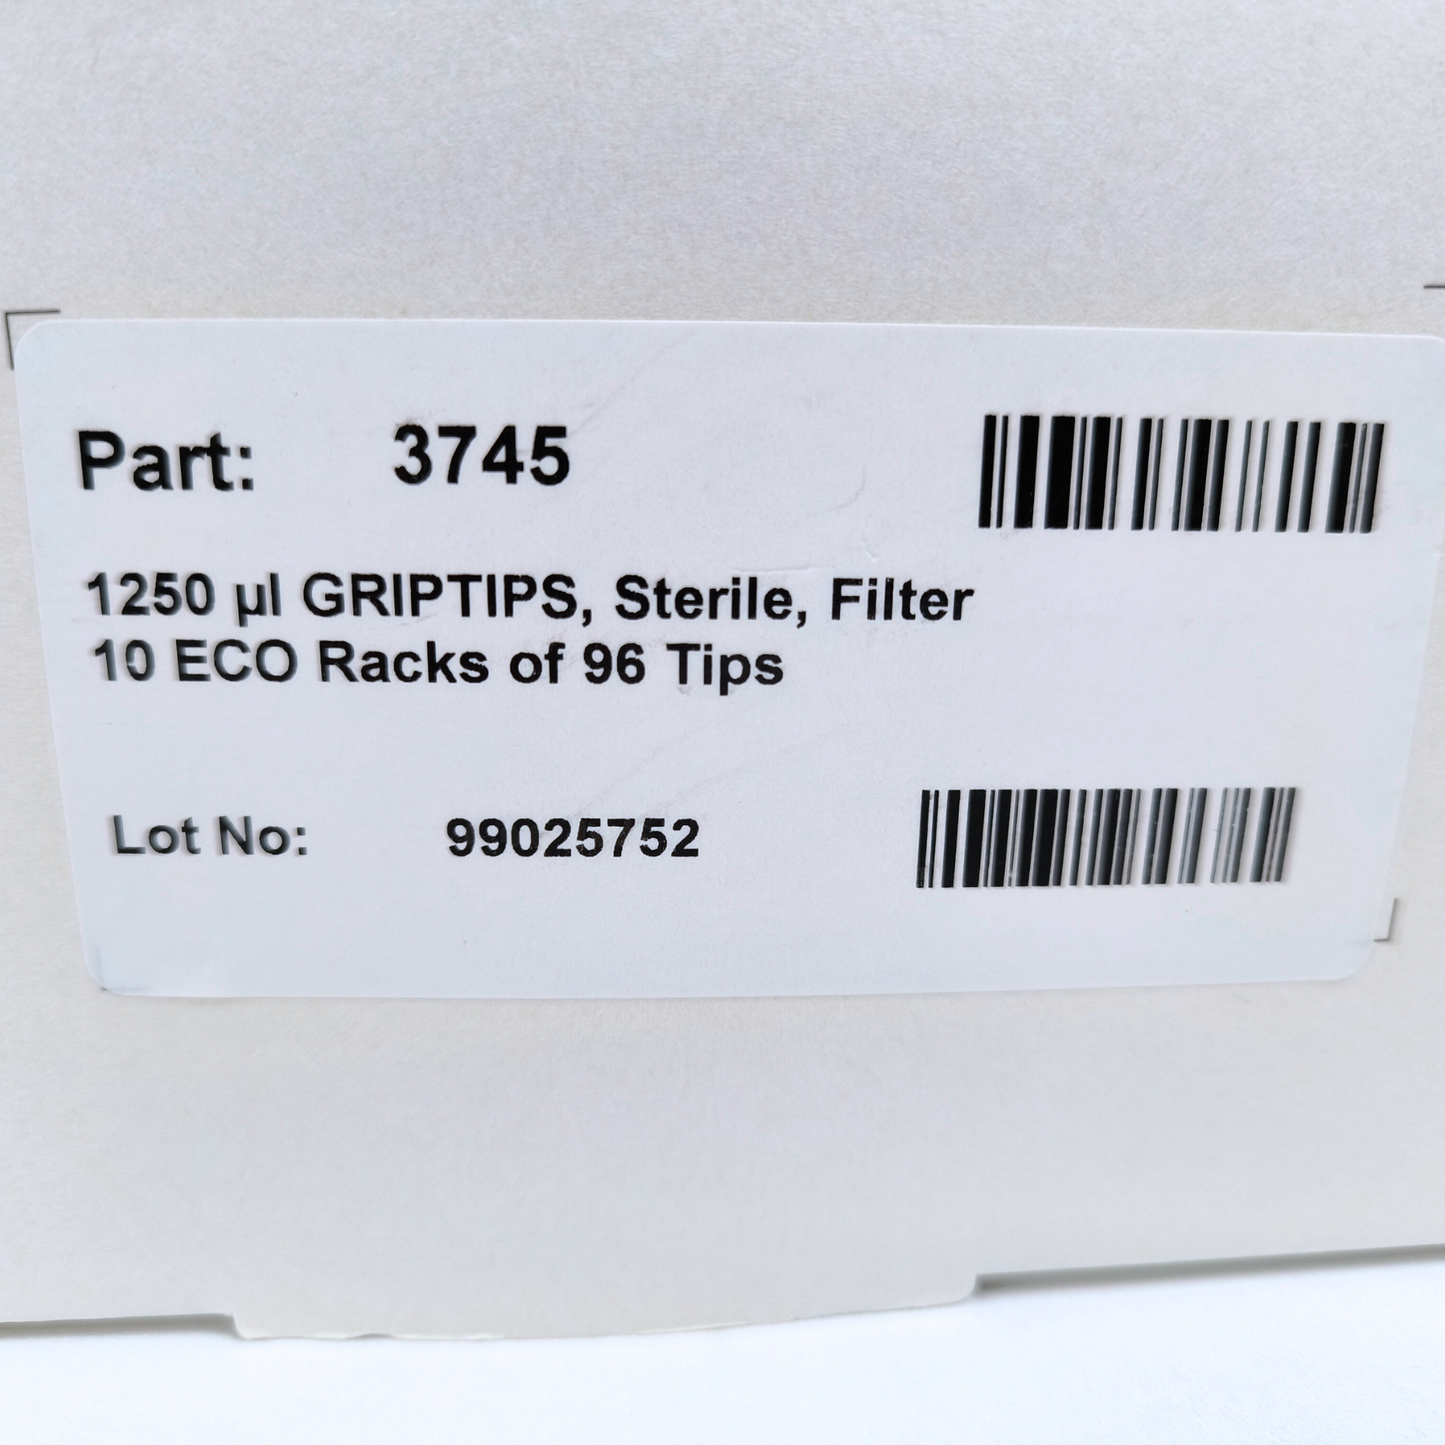 Part: 3745
1250 µl GRIPTIPS, Sterile, Filter
10 ECO Racks of 96 Tips
Lot No: 99025752